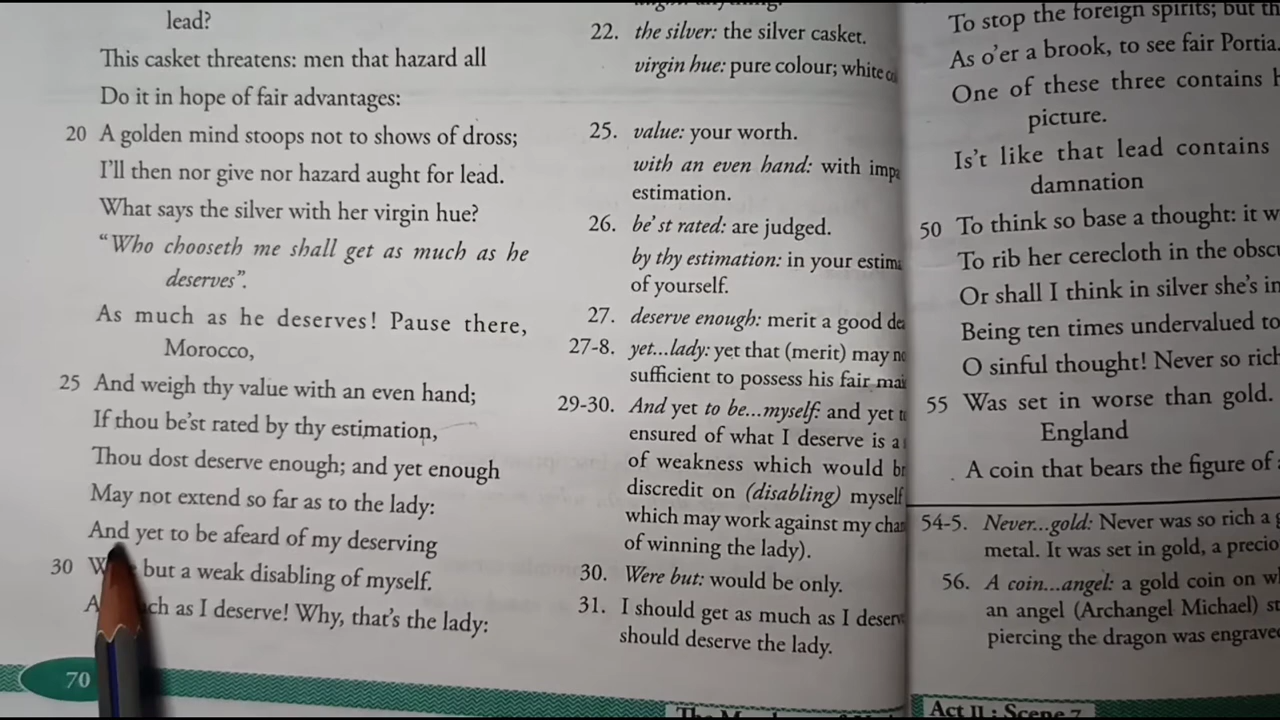 lead?
This casket threatens: men that hazard all
Do it in hope of fair advantages:
20 A golden mind stoops not to shows of dross;
I'll then nor give nor hazard aught for lead.
What says the silver with her virgin hue?
"Who chooseth me shall get as much as he
deserves".
As much as he deserves! Pause there,
Morocco,
25 And weigh thy value with an even hand;
If thou be'st rated by thy estimation,
Thou dost deserve enough; and yet enough
May not extend so far as to the lady:
And yet to be afeard of my deserving
30 but a weak disabling of myself.
as I deserve! Why, that's the lady:
70
22. the silver: the silver casket.
virgin hue: pure colour; white
25. value: your worth.
with an even hand: with
estimation.
26. be'st rated: are judged.
by thy estimation: in your
of yourself.
27. deserve enough: merit a good
27-8. yet...lady: yet that (merit) may
sufficient to possess his fair
29-30. And yet to be...myself: and yet
ensured of what I deserve is a
of weakness which would
discredit on (disabling) myself
which may work against my
of winning the lady).
30. Were but: would be only.
31. I should get as much as I
should deserve the lady.
To stop the foreign spirits; but
As o'er a brook, to see fair Portia.
One of these three contains
picture.
Is't like that lead contains
damnation
50 To think so base a thought: it
To rib her cerecloth in the
Or shall I think in silver she's
Being ten times undervalued to
O sinful thought! Never so rich
55 Was set in worse than gold.
England
A coin that bears the figure of
54-5. Never...gold: Never was so rich a
metal. It was set in gold, a
56. A coin...angel: a gold coin on
an angel (Archangel Michael)
piercing the dragon was
Act II : Scene 7